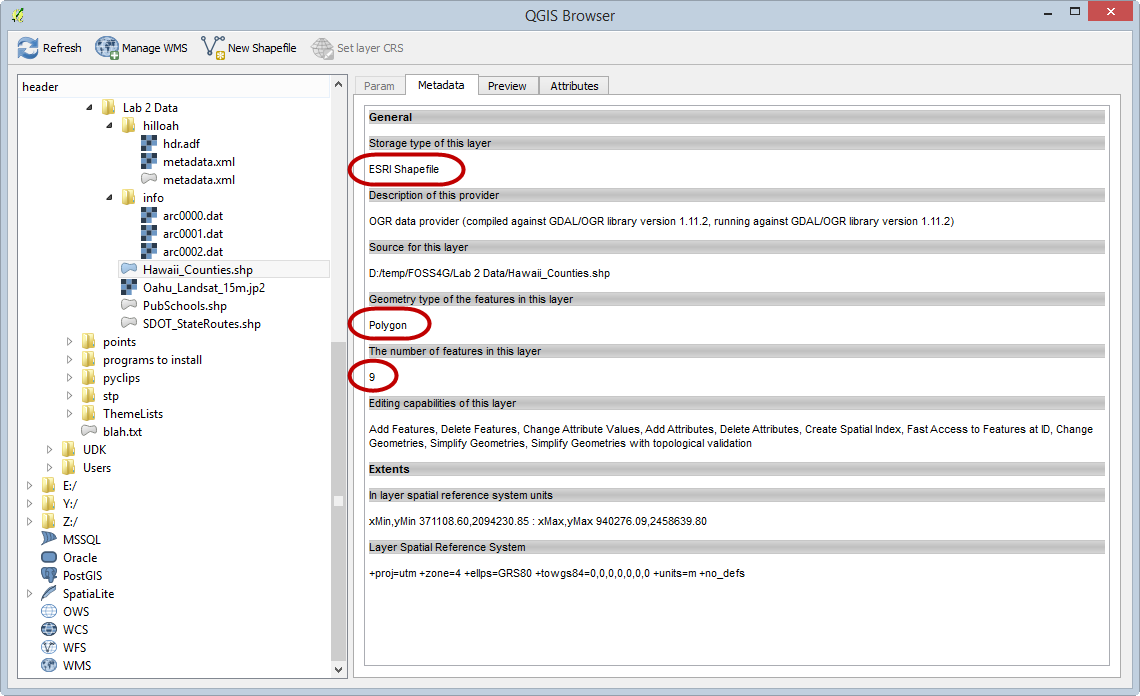 QGIS Browser
Refresh Manage WMS New Shapefile Set layer CRS
header
Lab 2 Data
hilloah
hdr.adf
metadata.xml
metadata.xml
info
arc0000.dat
arc0001.dat
arc0002.dat
Hawaii_Counties.shp
Oahu_Landsat_15m.jp2
PubSchools.shp
SDOT_StateRoutes.shp
points
programs to install
pyclips
stp
ThemeLists
blah.txt
UDK
Users
E:/
Y:/
Z:/
MSSQL
Oracle
PostGIS
SpatiaLite
OWS
WCS
WFS
WMS
Param Metadata Preview Attributes
General
Storage type of this layer
ESRI Shapefile
Description of this provider
OGR data provider (compiled against GDAL/OGR library version 1.11.2, running against GDAL/OGR library version 1.11.2)
Source for this layer
D:/temp/FOSS4G/Lab 2 Data/Hawaii_Counties.shp
Geometry type of the features in this layer
Polygon
The number of features in this layer
9
Editing capabilities of this layer
Add Features, Delete Features, Change Attribute Values, Add Attributes, Delete Attributes, Create Spatial Index, Fast Access to Features at ID, Change
Geometries, Simplify Geometries, Simplify Geometries with topological validation
Extents
In layer spatial reference system units
xMin,yMin 371108.60,2094230.85 : xMax,yMax 940276.09,2458639.80
Layer Spatial Reference System
+proj=utm +zone=4 +ellps=GRS80 +towgs84=0,0,0,0,0,0,0 +units=m +no_defs